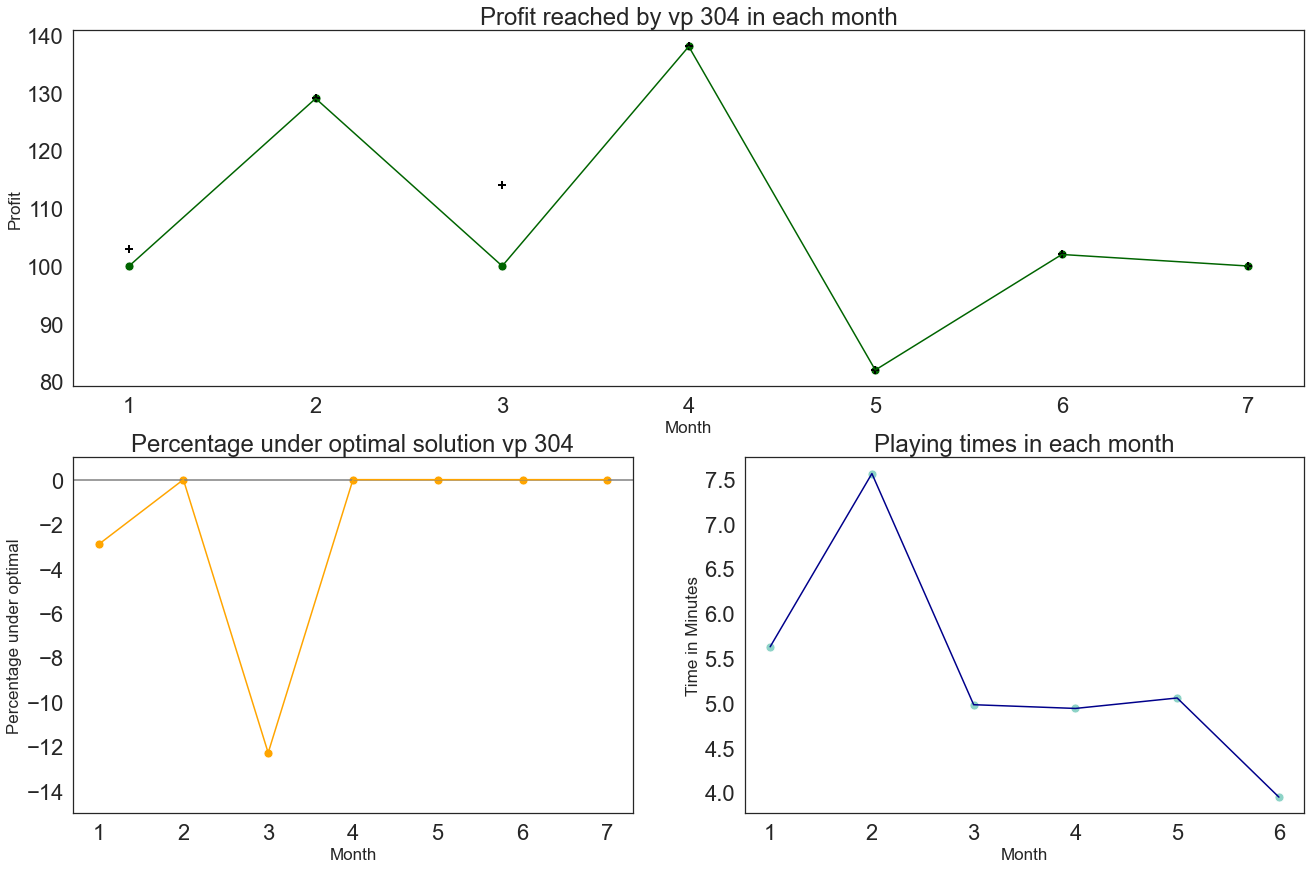 Profit reached by vp 304 in each month
140
130
120
110
100
90
80
Profit
1 2 3 4 5 6 7
Month
Percentage under optimal solution vp 304
0
−2
−4
−6
−8
−10
−12
−14
Percentage under optimal
1 2 3 4 5 6 7
Month
Playing times in each month
7.5
7.0
6.5
6.0
5.5
5.0
4.5
4.0
Time in Minutes
1 2 3 4 5 6
Month